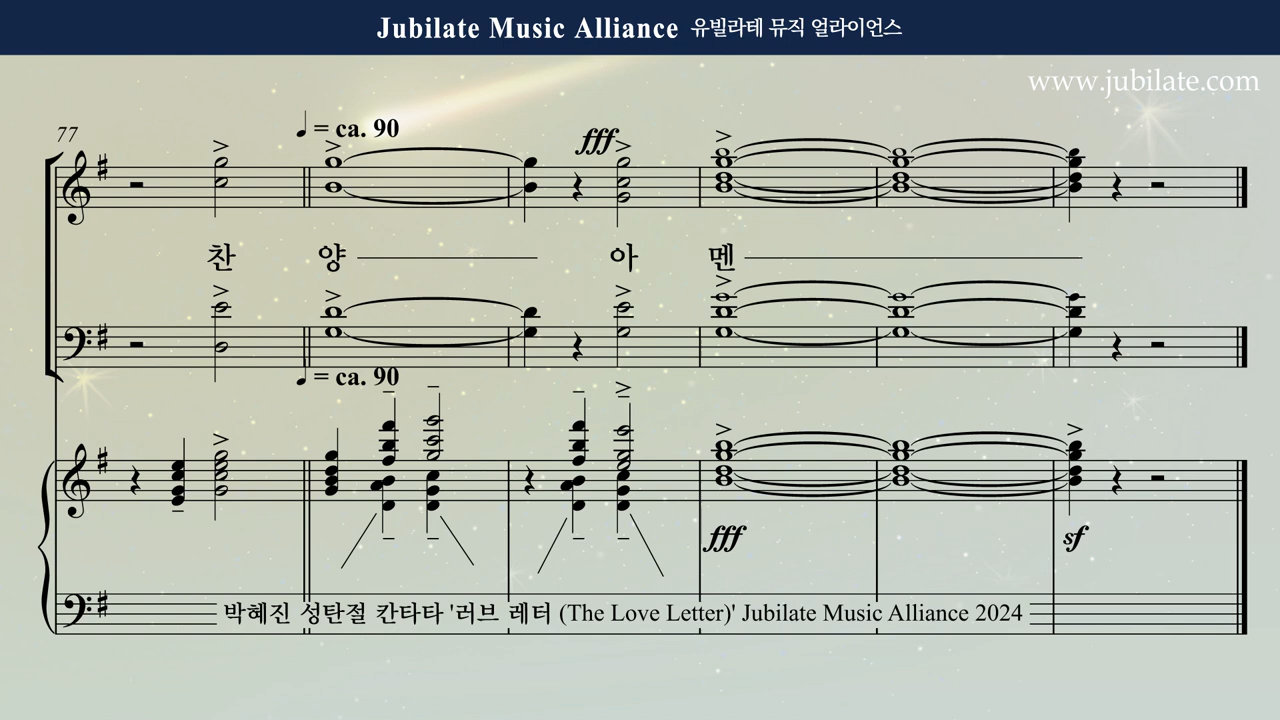 Jubilate Music Alliance 유빌라테 뮤직 얼라이언스
www.jubilate.com
77
♩ = ca. 90
fff
찬 양 아 멘
= ca. 90
fff sf
박혜진 성탄절 칸타타 '러브 레터 (The Love Letter)' Jubilate Music Alliance 2024